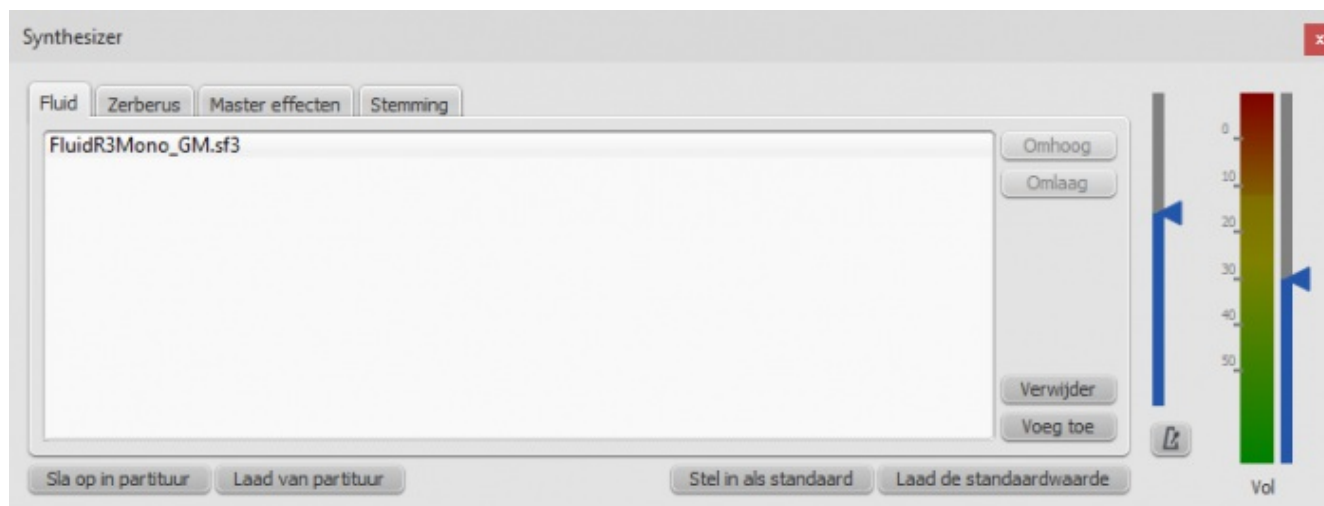 Synthesizer
x
Fluid Zerberus Master effecten Stemming
FluidR3Mono_GM.sf3
Omhoog
Omlaag
Verwijder
Voeg toe
Sla op in partituur Laad van partituur Stel in als standaard Laad de standaardwaarde
0
10
20
30
40
50
Vol